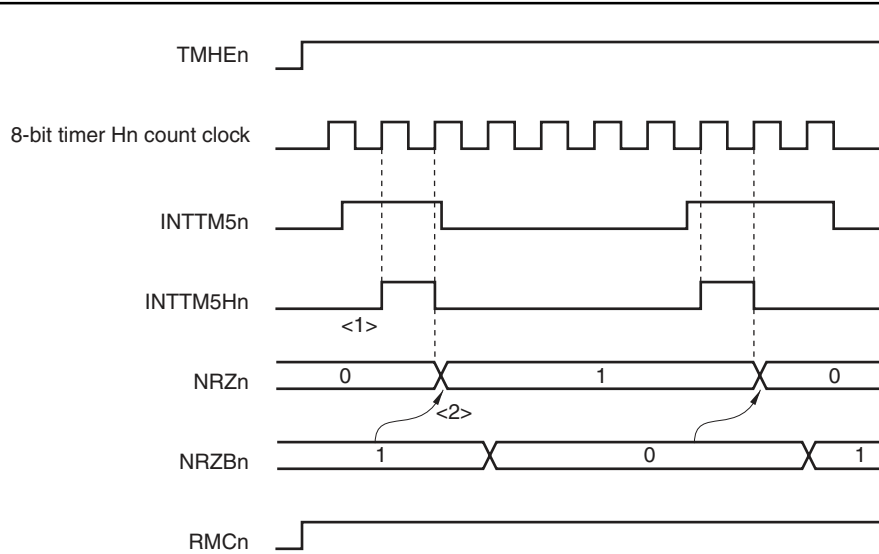 TMHEn
8-bit timer Hn count clock
INTTM5n
INTTM5Hn
<1>
NRZn 0 1 0
<2>
NRZBn 1 0 1
RMCn